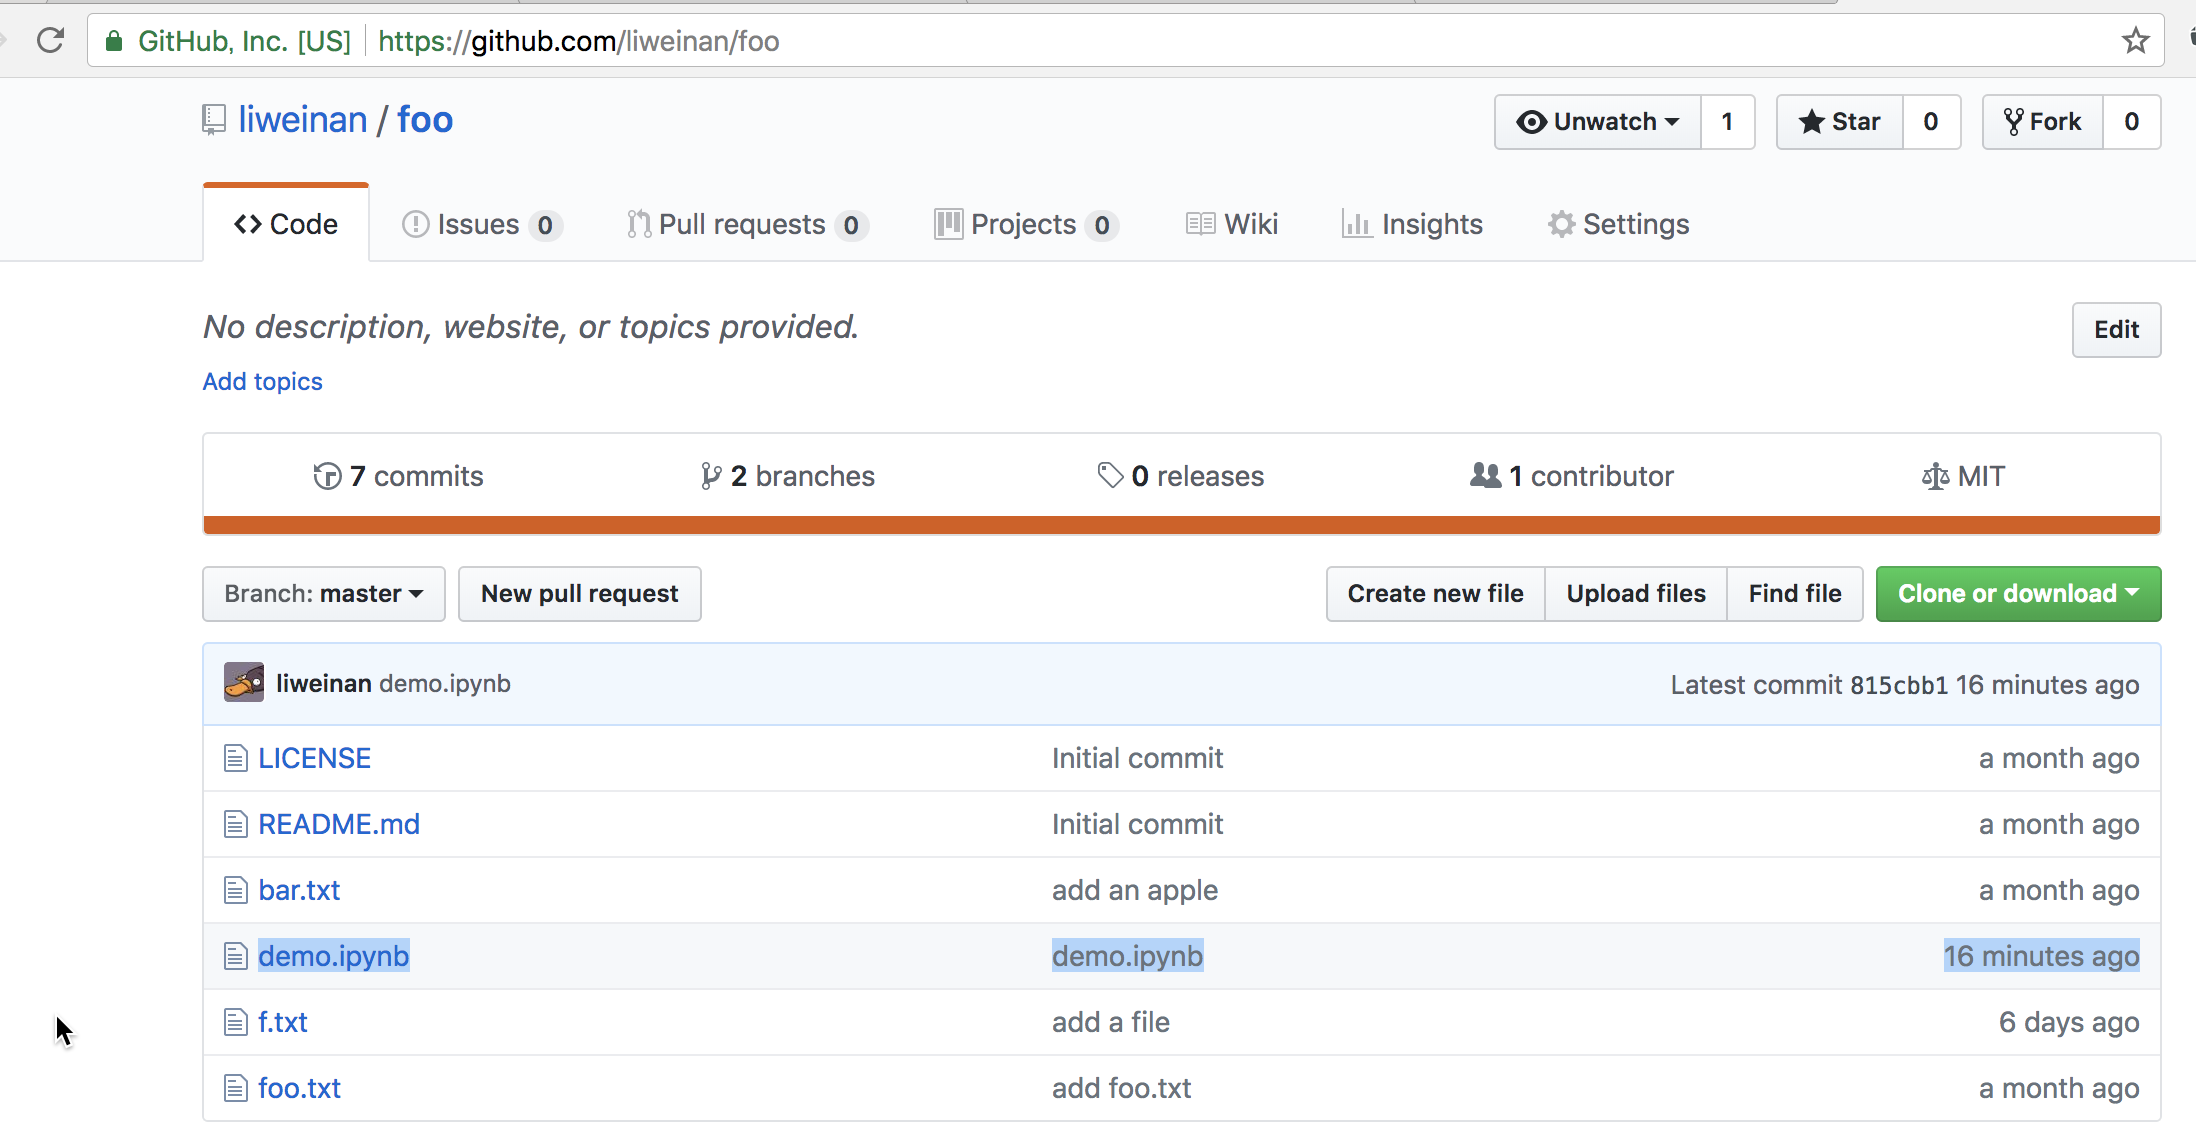 GitHub, Inc. [US] https://github.com/liweinan/foo
liweinan / foo Unwatch 1 Star 0 Fork 0
Code Issues 0 Pull requests 0 Projects 0 Wiki Insights Settings
No description, website, or topics provided. Edit
Add topics
7 commits 2 branches 0 releases 1 contributor MIT
Branch: master New pull request Create new file Upload files Find file Clone or download
liweinan demo.ipynb Latest commit 815cbb1 16 minutes ago
LICENSE Initial commit a month ago
README.md Initial commit a month ago
bar.txt add an apple a month ago
demo.ipynb demo.ipynb 16 minutes ago
f.txt add a file 6 days ago
foo.txt add foo.txt a month ago